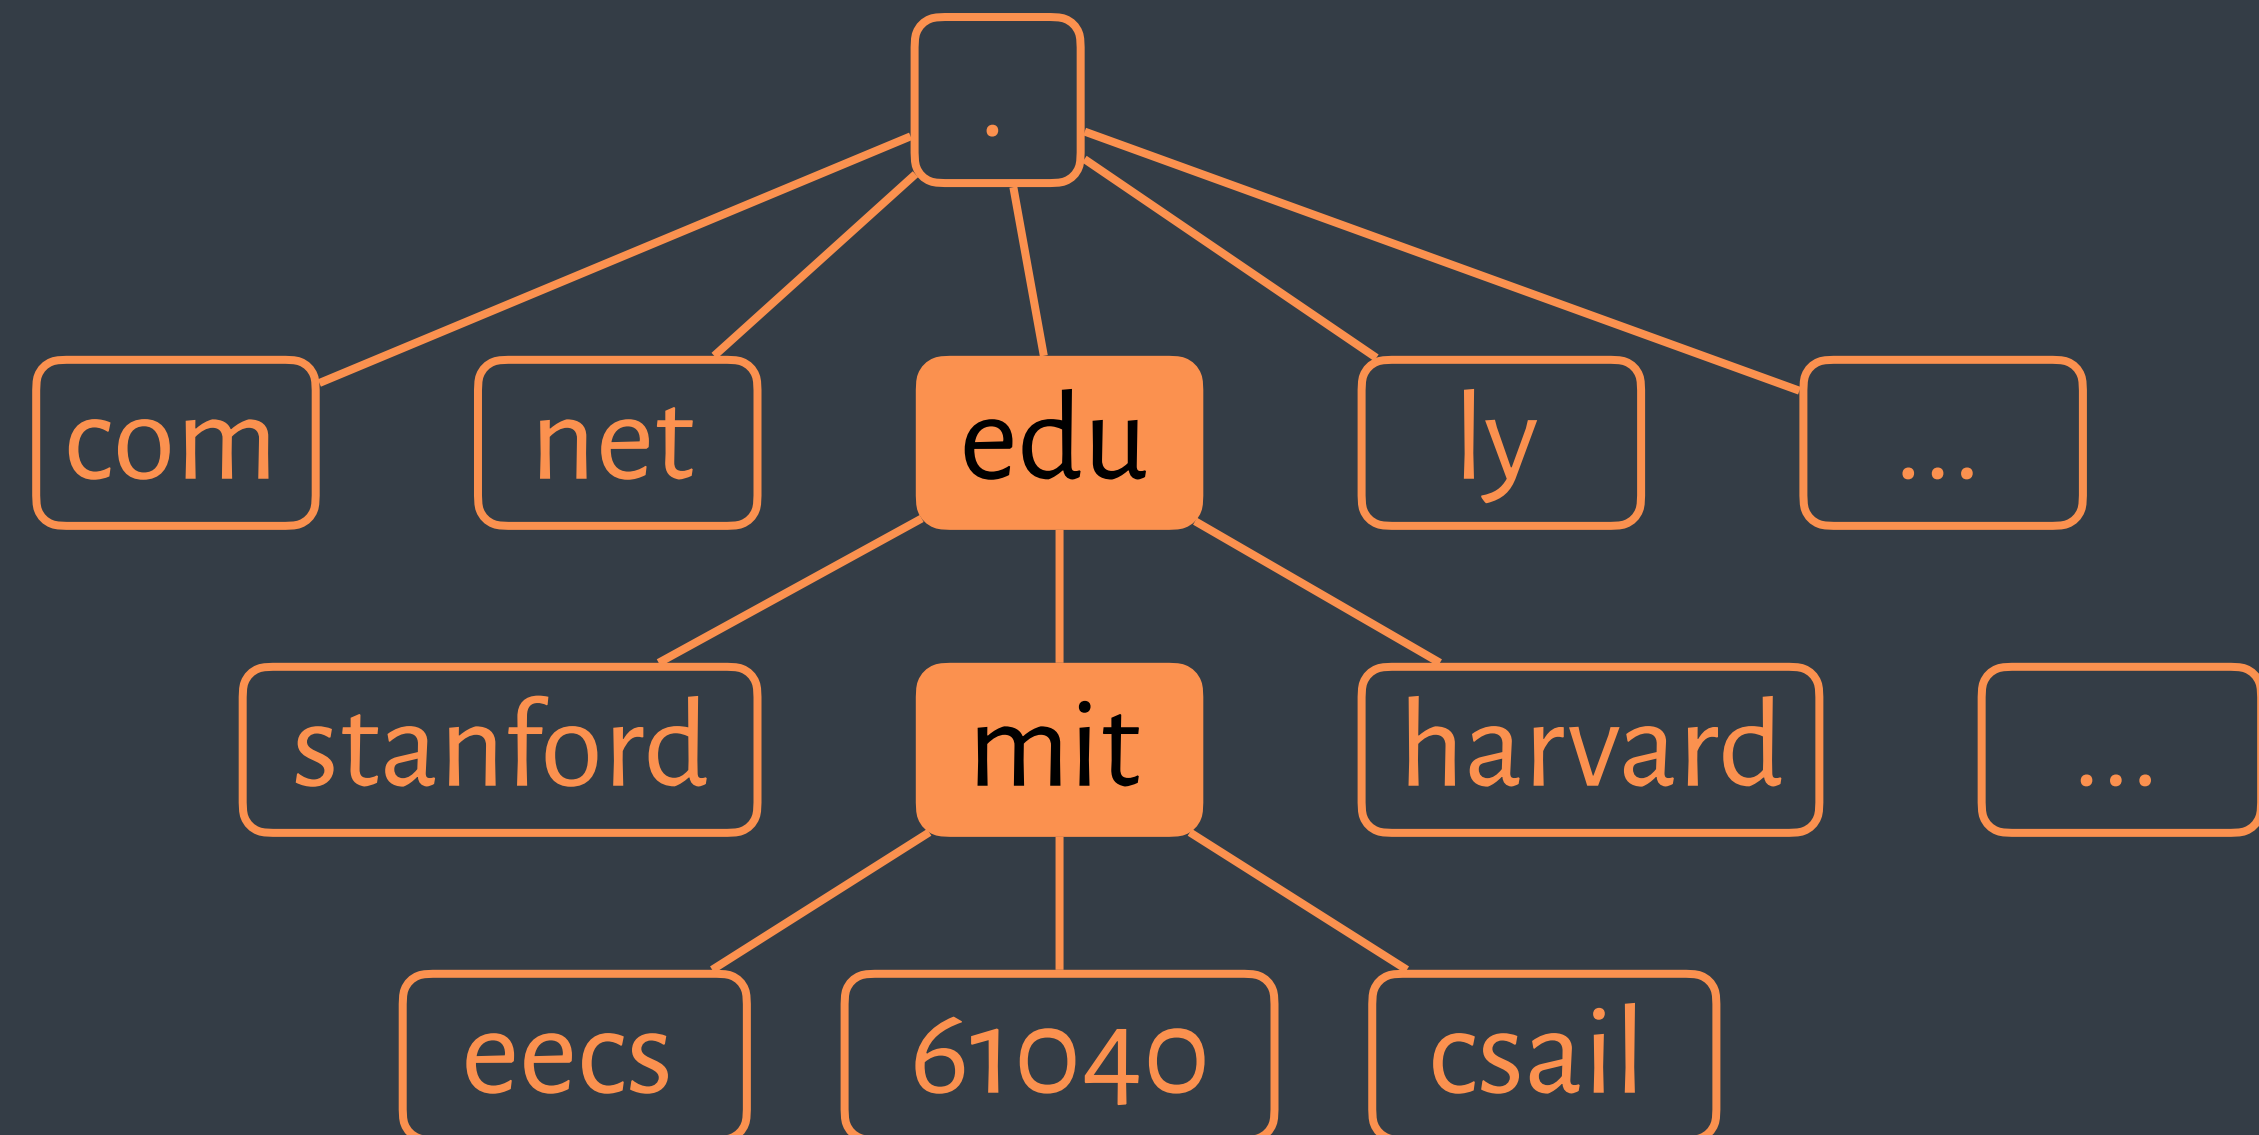 .
com net edu ly ...
stanford mit harvard ...
eecs 61040 csail